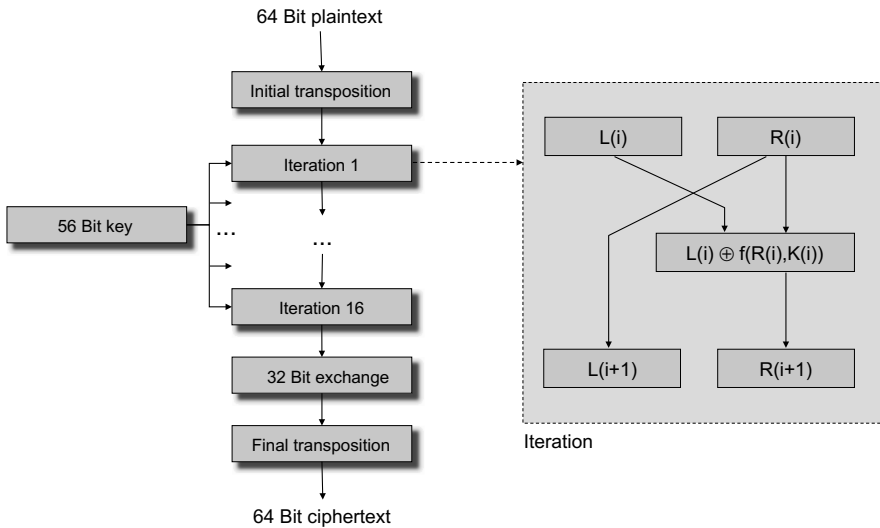 64 Bit plaintext
Initial transposition
Iteration 1
56 Bit key
...
...
Iteration 16
32 Bit exchange
Final transposition
64 Bit ciphertext
L(i)
R(i)
L(i) ⊕ f(R(i),K(i))
L(i+1)
R(i+1)
Iteration